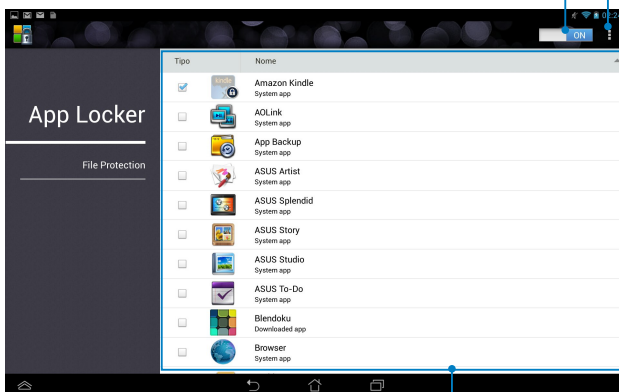 02:24
ON
Tipo Nome
App Locker
File Protection
kindle
Amazon Kindle
System app
AOLink
System app
App Backup
System app
ASUS Artist
System app
ASUS Splendid
System app
ASUS Story
System app
ASUS Studio
System app
ASUS To-Do
System app
Blendoku
Downloaded app
Browser
System app